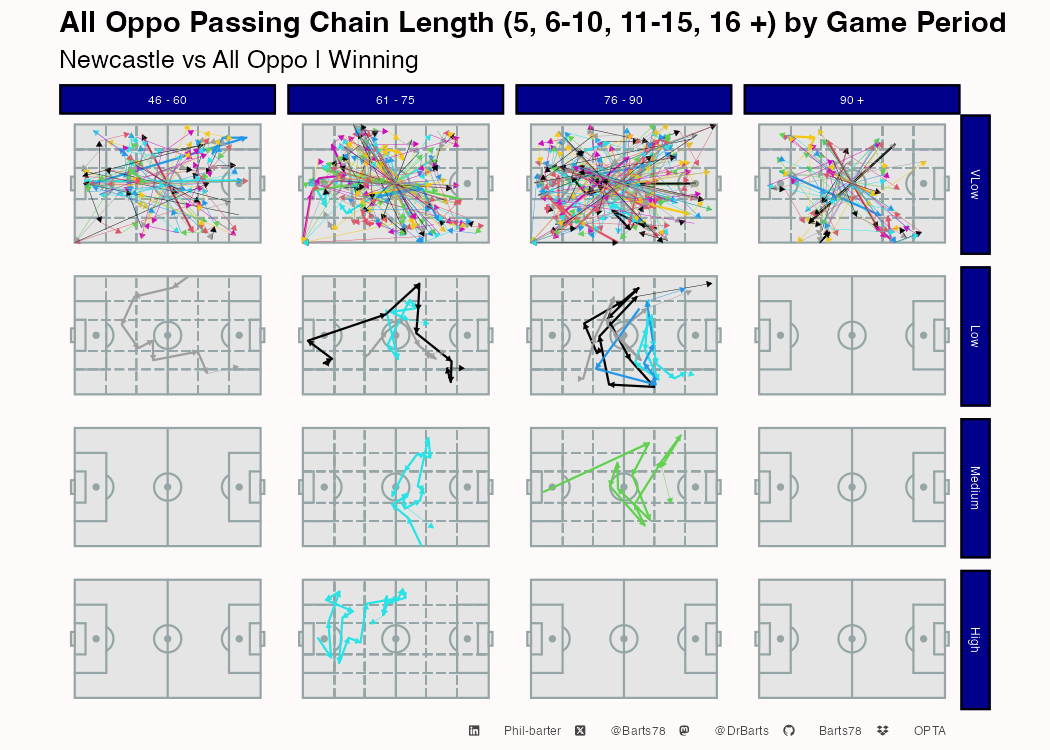 All Oppo Passing Chain Length (5, 6-10, 11-15, 16 +) by Game Period
Newcastle vs All Oppo | Winning
46 - 60 61 - 75 76 - 90 90 +
VLow
Low
Medium
High
Phil-barter @Barts78 @DrBarts Barts78 OPTA